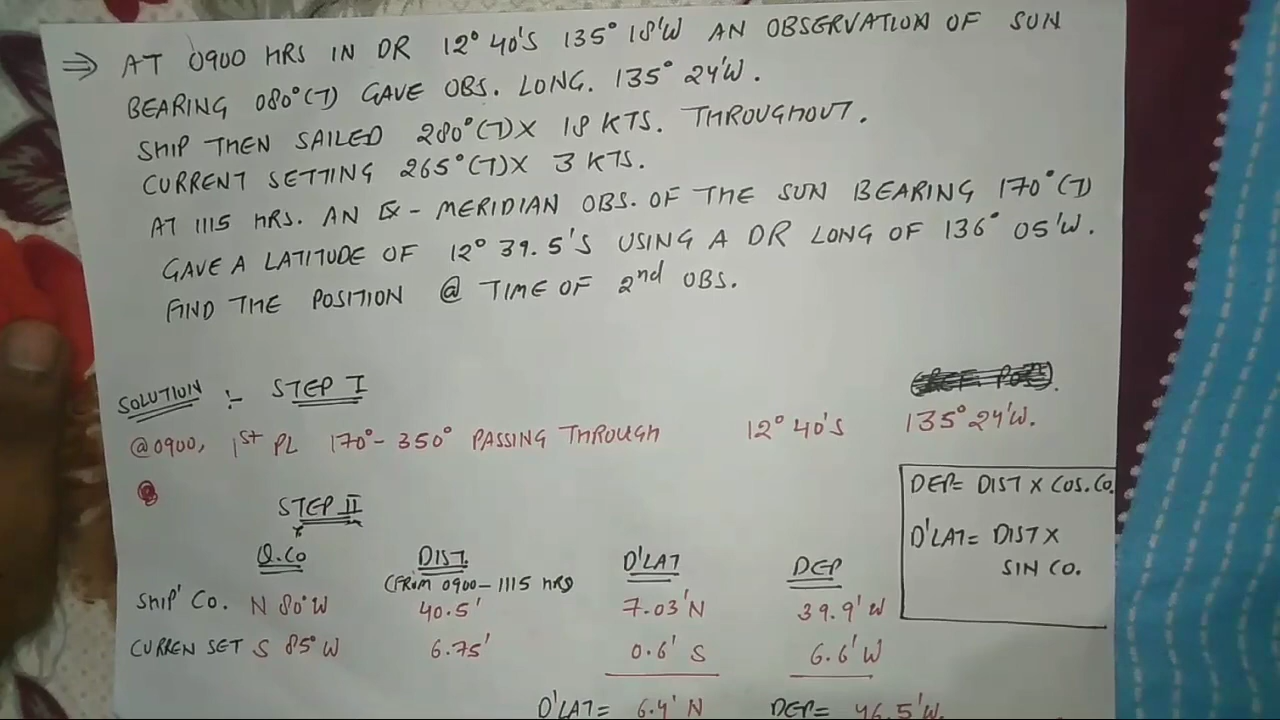 ⇒ AT 0900 HRS IN DR 12° 40'S 135° 18'W AN OBSERVATION OF SUN
BEARING 080°(T) GAVE OBS. LONG. 135° 24'W.
SHIP THEN SAILED 280°(T) X 18 KTS. THROUGHOUT.
CURRENT SETTING 265°(T) X 3 KTS.
AT 1115 HRS. AN EX-MERIDIAN OBS. OF THE SUN BEARING 170°(T)
GAVE A LATITUDE OF 12° 39.5'S USING A DR LONG OF 136° 05'W.
FIND THE POSITION @ TIME OF 2nd OBS.
SOLUTION :- STEP I
@0900, 1st PL 170°- 350° PASSING THROUGH 12° 40'S 135° 24'W.
DEP= DIST X COS. CO.
D'LAT= DIST X
SIN CO.
STEP II
Q.CO DIST. D'LAT DEP
(FROM 0900-1115 HRS)
SHIP' CO. N 80° W 40.5' 7.03'N 39.9'W
CURREN SET S 85° W 6.75' 0.6' S 6.6'W
D'LAT= 6.4' N DEP= 46.5'W.